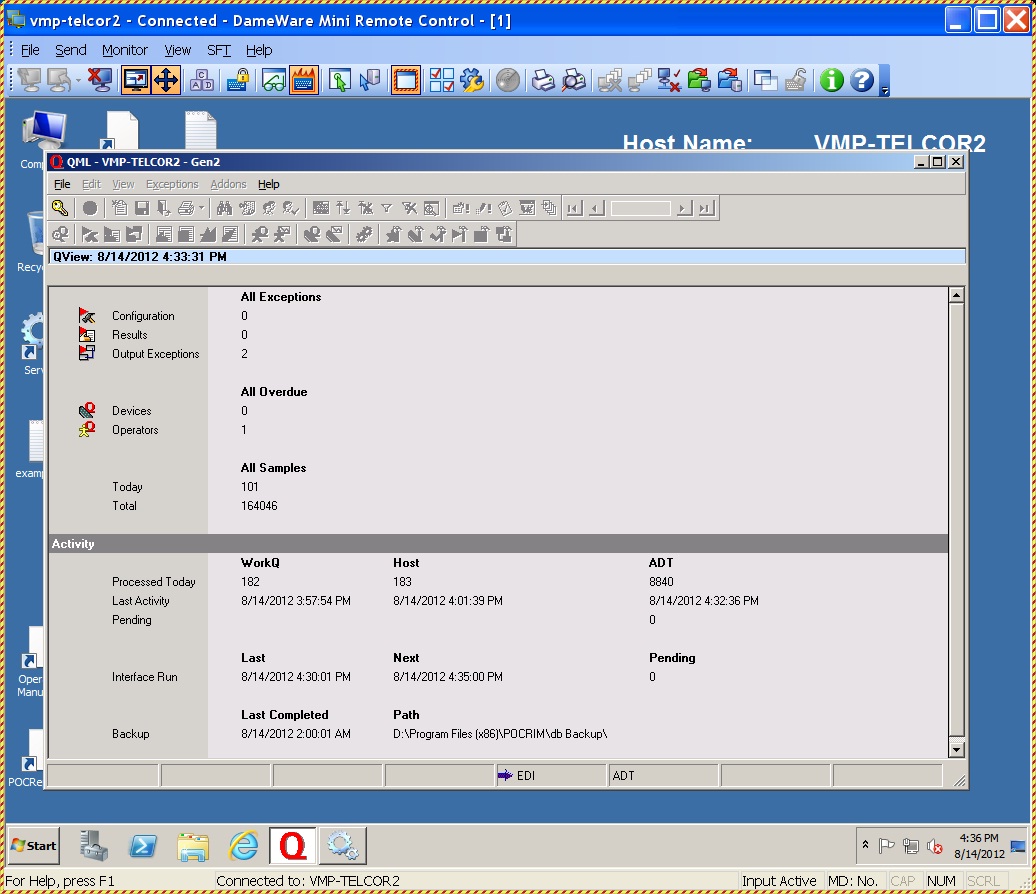 vmp-telcor2 - Connected - DameWare Mini Remote Control - [1]
File Send Monitor View SFT Help
Host Name: VMP-TELCOR2
Comp
QML - VMP-TELCOR2 - Gen2
File Edit View Exceptions Addons Help
QView: 8/14/2012 4:33:31 PM
Recyc
Serv
examp
Oper
Manu
POCRe
All Exceptions
Configuration 0
Results 0
Output Exceptions 2
All Overdue
Devices 0
Operators 1
All Samples
Today 101
Total 164046
Activity
WorkQ Host ADT
Processed Today 182 183 8840
Last Activity 8/14/2012 3:57:54 PM 8/14/2012 4:01:39 PM 8/14/2012 4:32:36 PM
Pending 0
Last Next Pending
Interface Run 8/14/2012 4:30:01 PM 8/14/2012 4:35:00 PM 0
Last Completed Path
Backup 8/14/2012 2:00:01 AM D:\Program Files (x86)\POCRIM\db Backup\
EDI ADT
Start
4:36 PM
8/14/2012
For Help, press F1 Connected to: VMP-TELCOR2 Input Active MD: No. CAP NUM SCRL